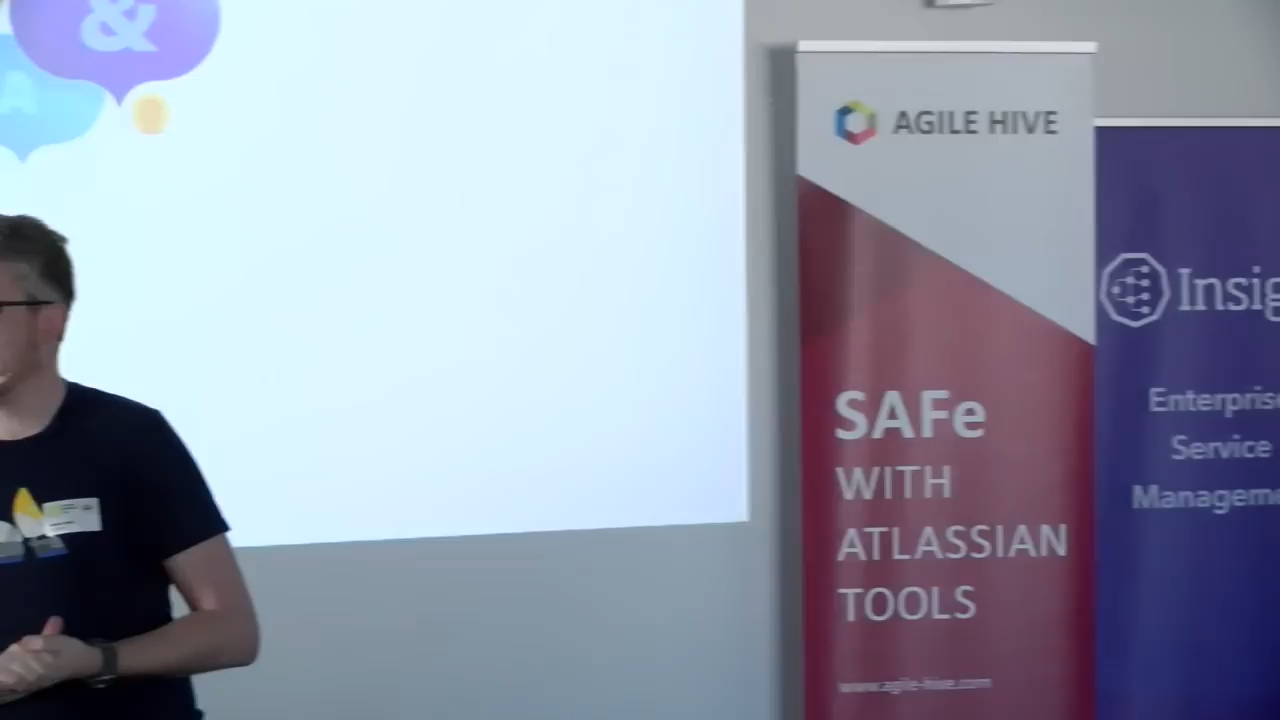 &
A
AGILE HIVE
SAFe
WITH
ATLASSIAN
TOOLS
www.agile-hive.com
Insig
Enterprise
Service
Manageme